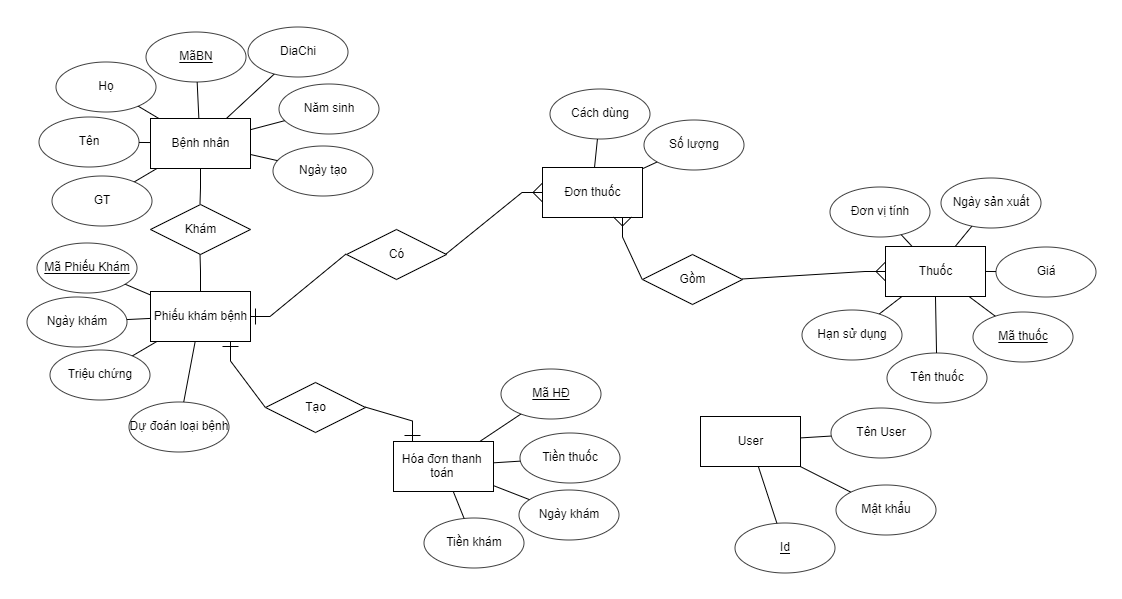 MãBN
DiaChi
Họ
Năm sinh
Tên
Bệnh nhân
Ngày tạo
GT
Khám
Mã Phiếu Khám
Ngày khám
Phiếu khám bệnh
Triệu chứng
Dự đoán loại bệnh
Có
Tạo
Cách dùng
Số lượng
Đơn thuốc
Gồm
Đơn vị tính
Ngày sản xuất
Thuốc
Giá
Hạn sử dụng
Mã thuốc
Tên thuốc
Mã HĐ
Hóa đơn thanh
toán
Tiền thuốc
Ngày khám
Tiền khám
User
Tên User
Mật khẩu
Id